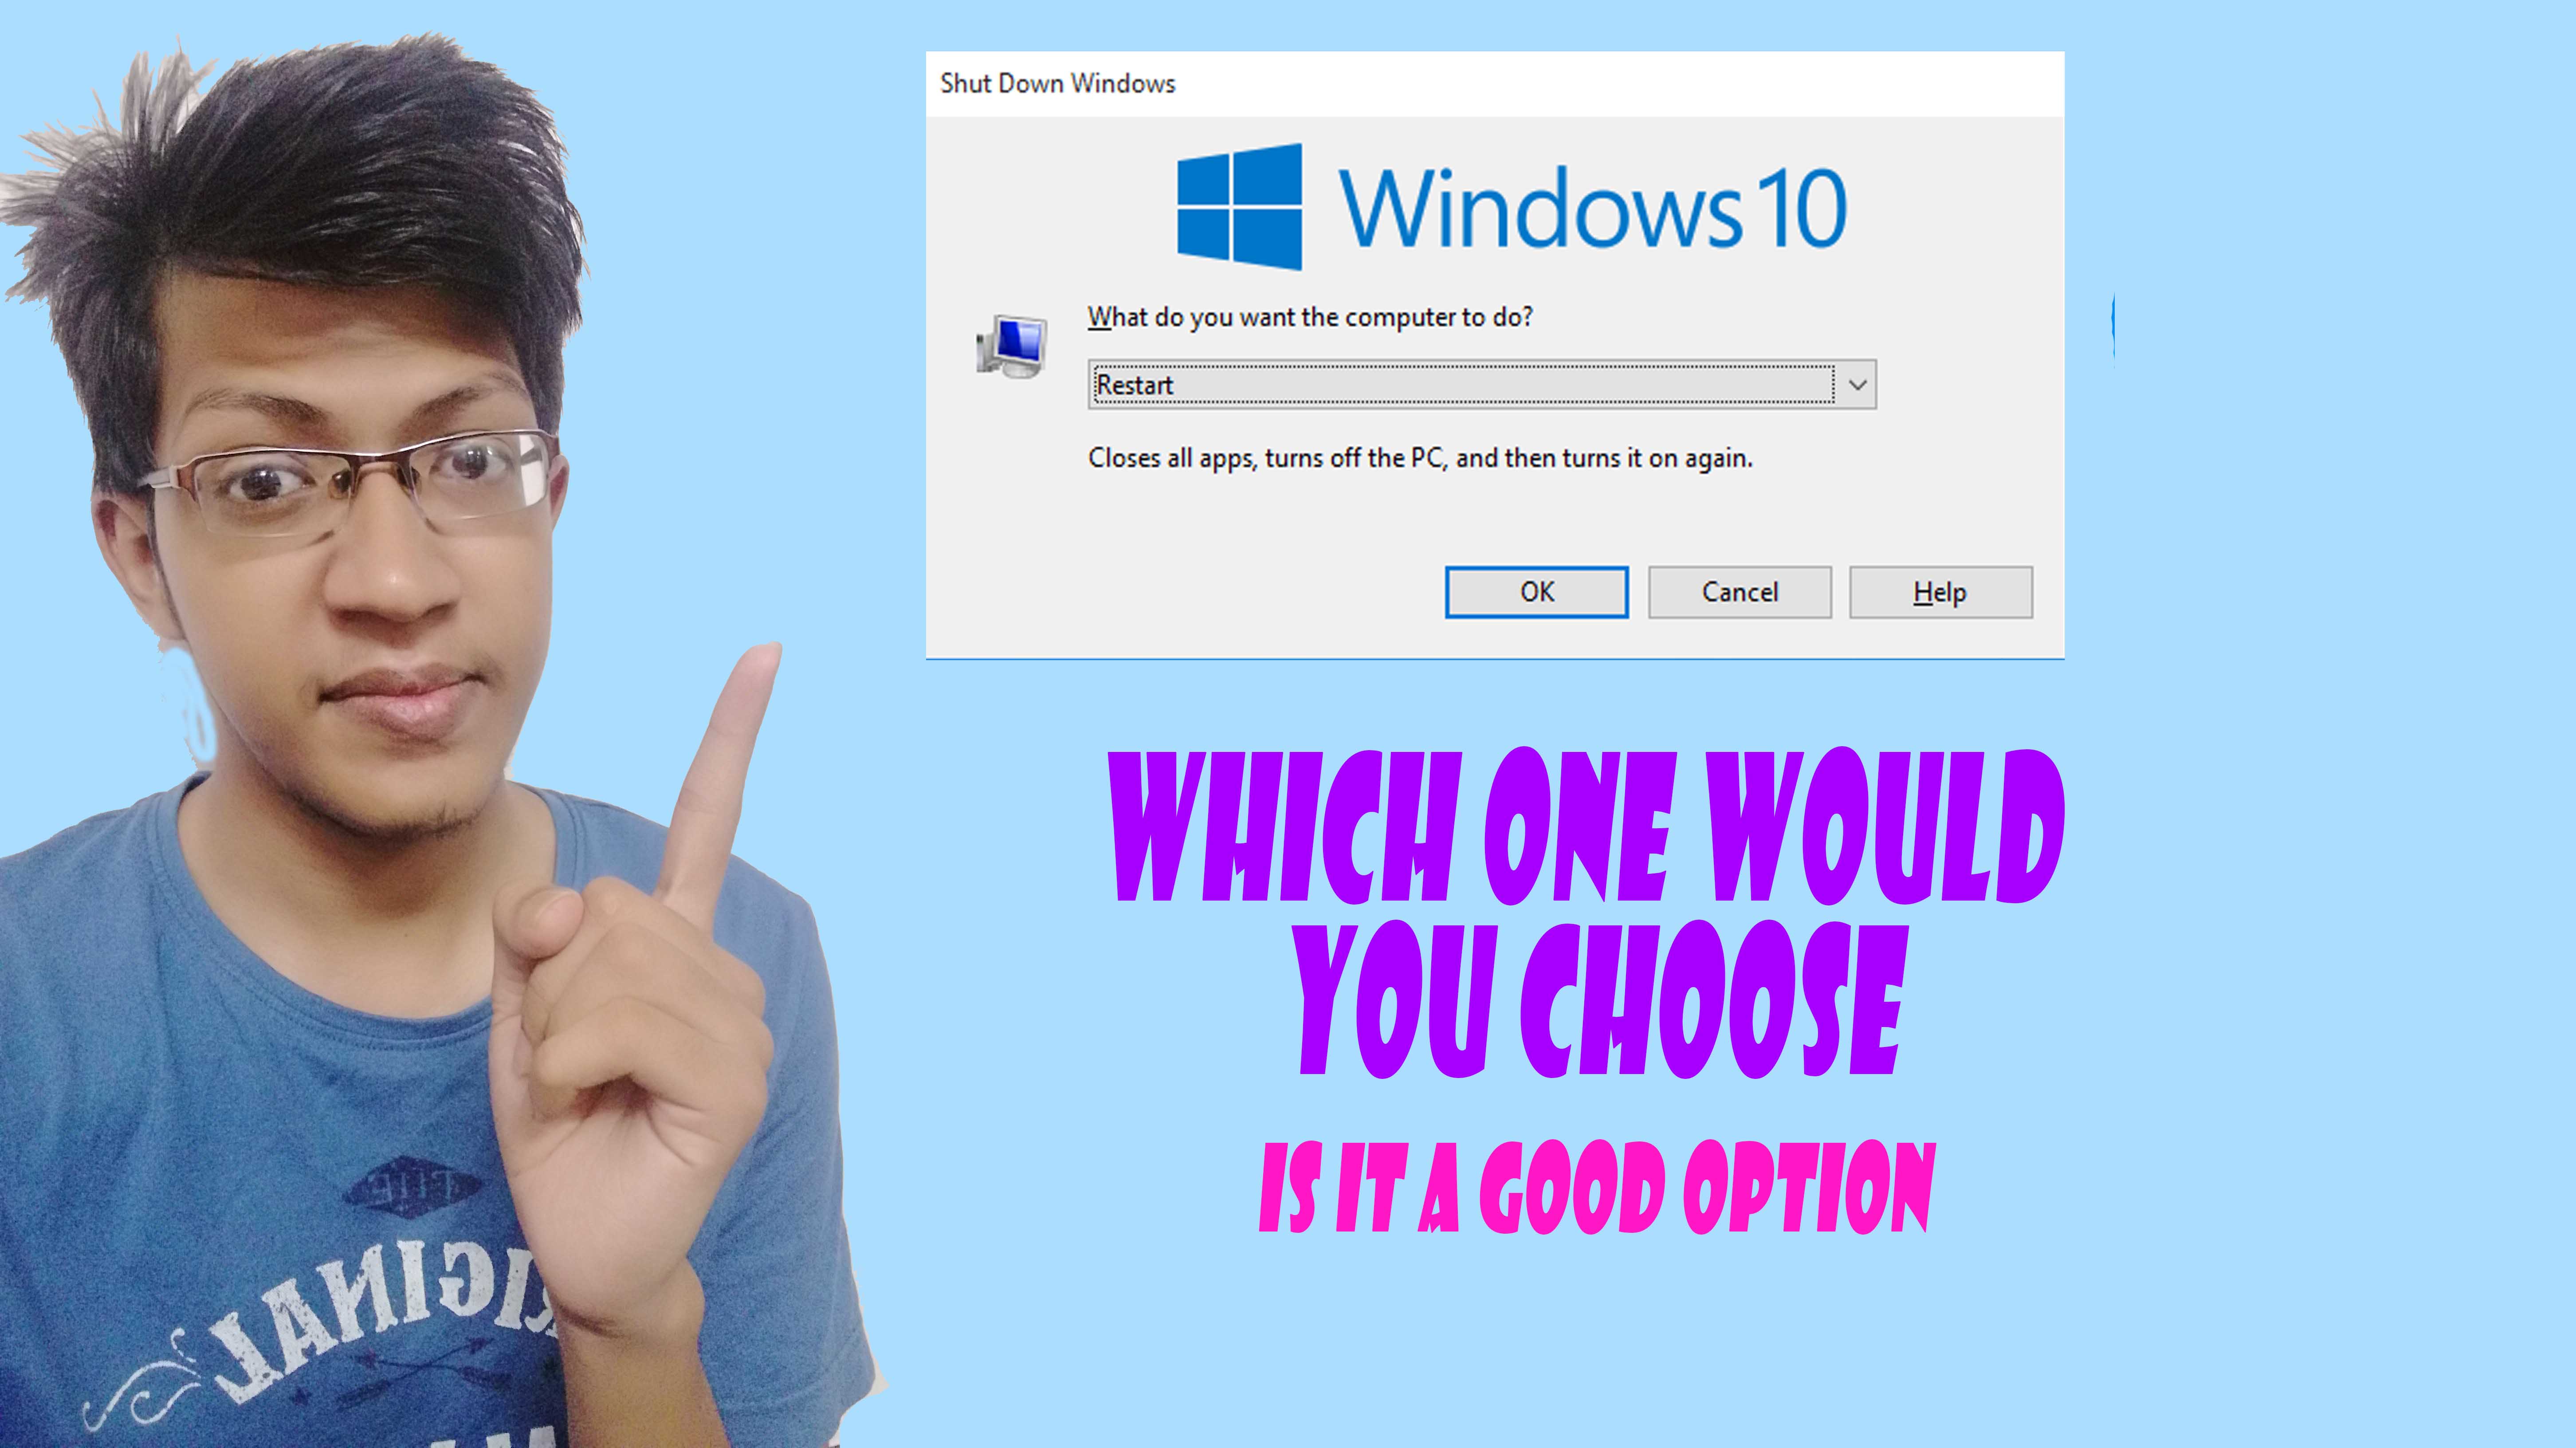 Shut Down Windows
Windows 10
What do you want the computer to do?
Restart
Closes all apps, turns off the PC, and then turns it on again.
OK Cancel Help
WHICH ONE WOULD
YOU CHOOSE
IS IT A GOOD OPTION